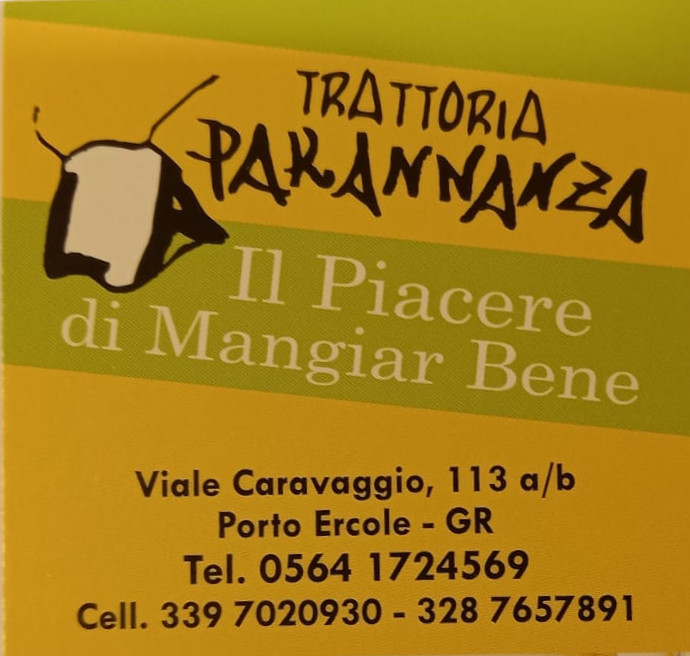 TRATTORIA
PARANNANZA
Il Piacere
di Mangiar Bene
Viale Caravaggio, 113 a/b
Porto Ercole - GR
Tel. 0564 1724569
Cell. 339 7020930 - 328 7657891